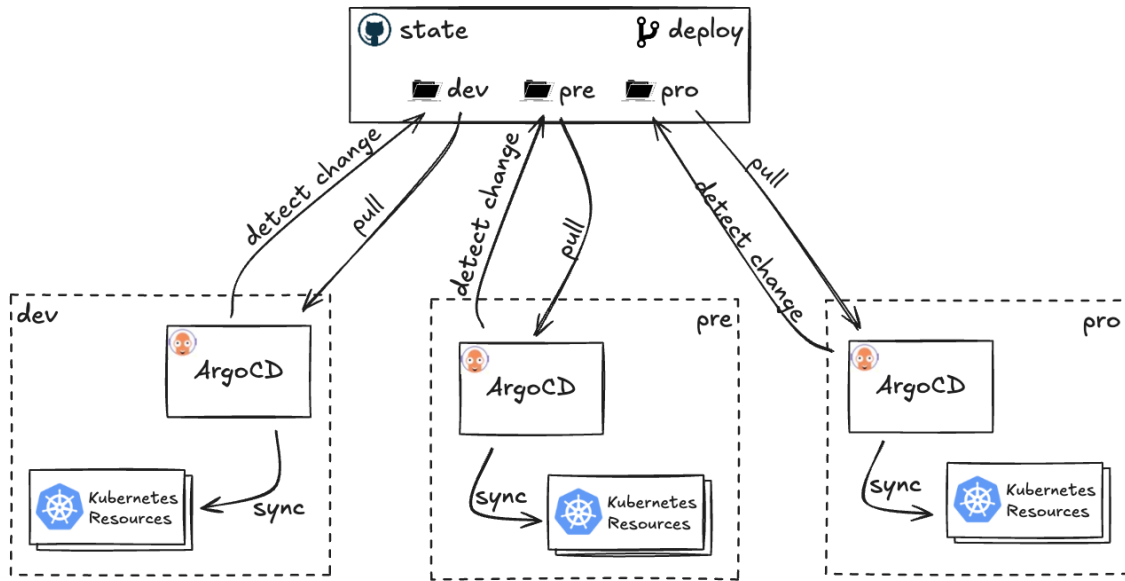 state
deploy
dev
pre
pro
detect change
pull
detect change
pull
detect change
pull
dev
ArgoCD
sync
Kubernetes
Resources
pre
ArgoCD
sync
Kubernetes
Resources
pro
ArgoCD
sync
Kubernetes
Resources